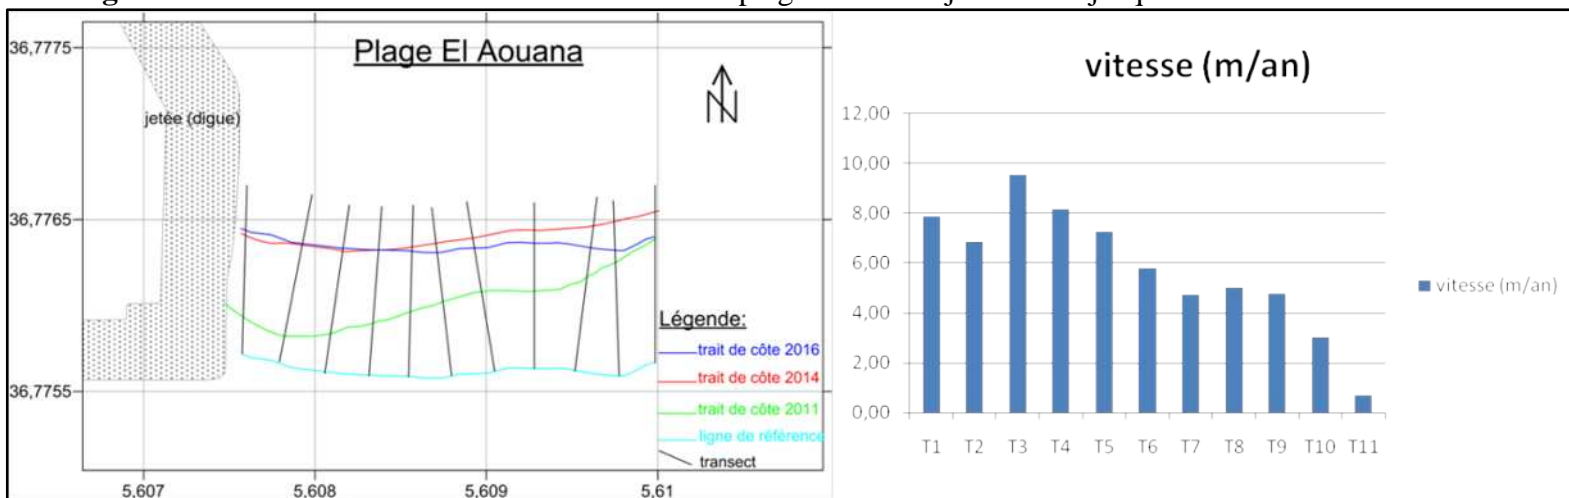 Plage El Aouana
N
jetée (digue)
36,7775
36,7765
36,7755
5,607
5,608
5,609
5,61
Légende:
trait de côte 2016
trait de côte 2014
trait de côte 2011
ligne de référence
transect
vitesse (m/an)
12,00
10,00
8,00
6,00
4,00
2,00
0,00
T1 T2 T3 T4 T5 T6 T7 T8 T9 T10 T11
vitesse (m/an)